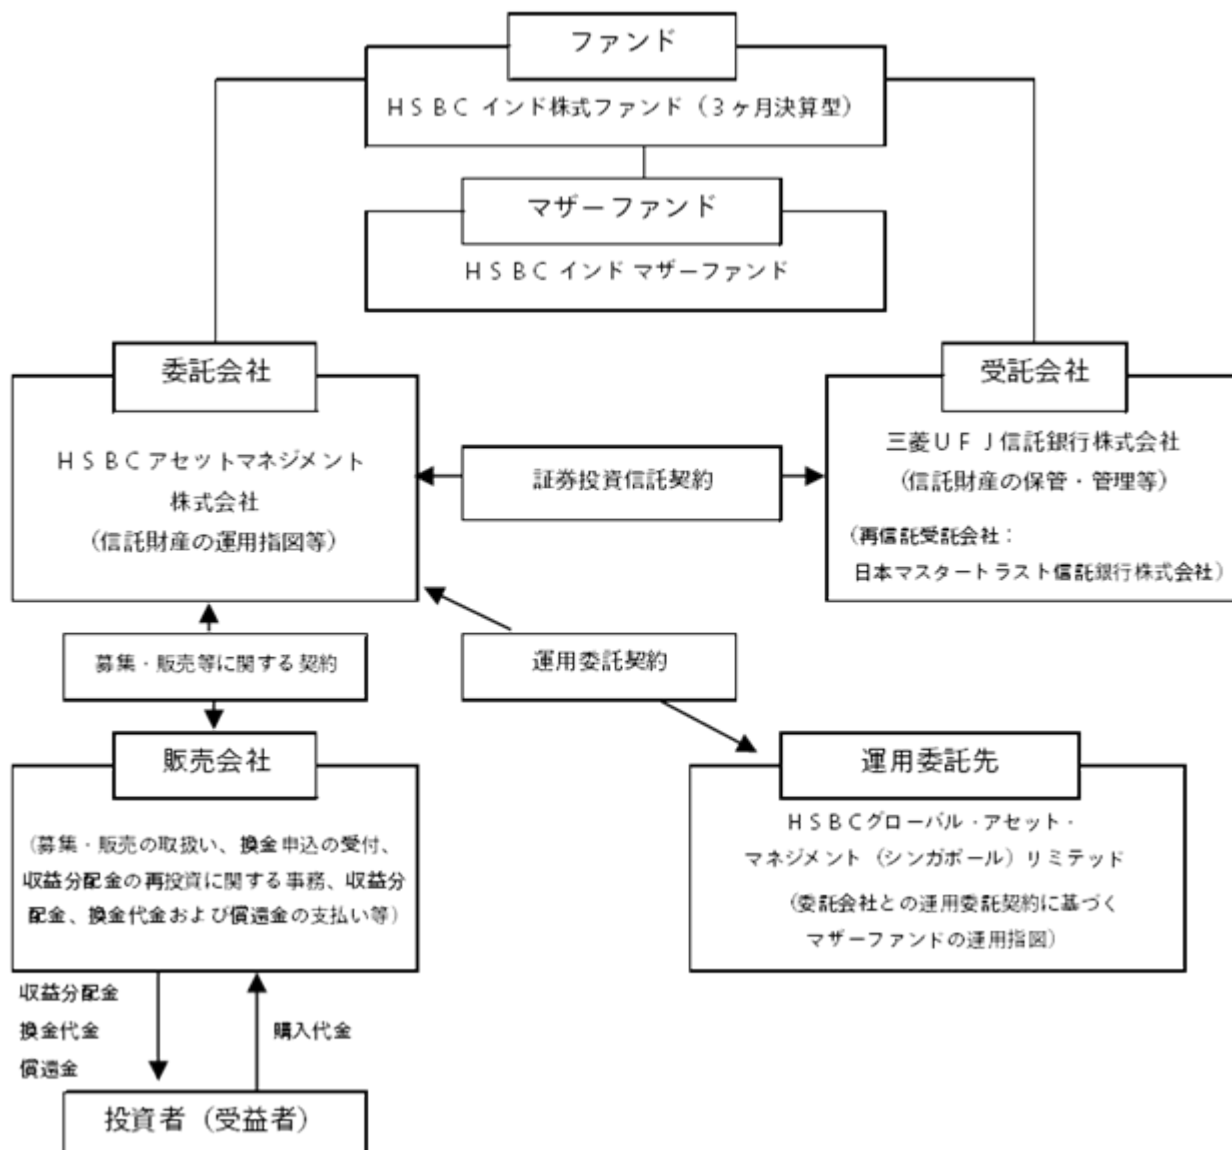 ファンド
ＨＳＢＣ インド株式ファンド（３ヶ月決算型）
マザーファンド
ＨＳＢＣ インド マザーファンド
委託会社
ＨＳＢＣアセットマネジメント
株式会社
（信託財産の運用指図等）
証券投資信託契約
受託会社
三菱ＵＦＪ信託銀行株式会社
（信託財産の保管・管理等）
（再信託受託会社：
日本マスタートラスト信託銀行株式会社）
募集・販売等に関する契約
運用委託契約
販売会社
（募集・販売の取扱い、換金申込の受付、
収益分配金の再投資に関する事務、収益分
配金、換金代金および償還金の支払い等）
運用委託先
ＨＳＢＣグローバル・アセット・
マネジメント（シンガポール）リミテッド
（委託会社との運用委託契約に基づく
マザーファンドの運用指図）
収益分配金
換金代金
償還金
購入代金
投資者（受益者）